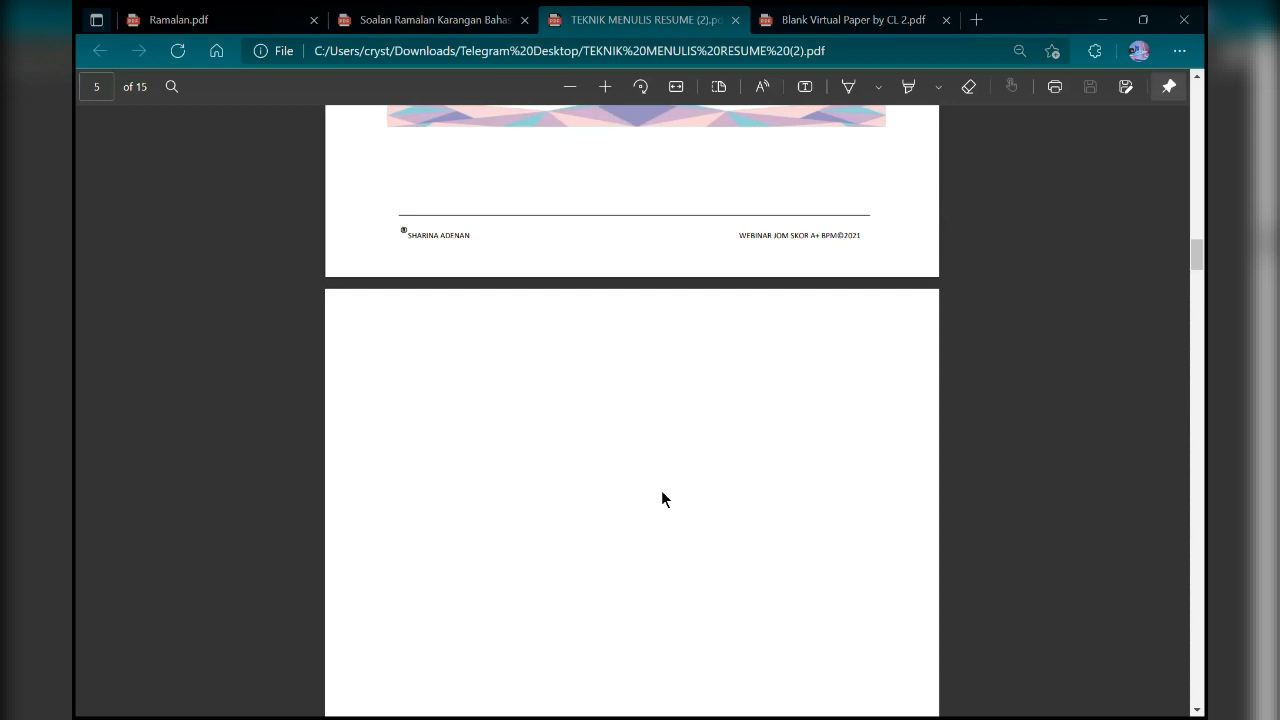 Ramalan.pdf
Soalan Ramalan Karangan Bahas
TEKNIK MENULIS RESUME (2).pd
Blank Virtual Paper by CL 2.pdf
File
C:/Users/cryst/Downloads/Telegram%20Desktop/TEKNIK%20MENULIS%20RESUME%20(2).pdf
5 of 15
®SHARINA ADENAN
WEBINAR JOM SKOR A+ BPM©2021